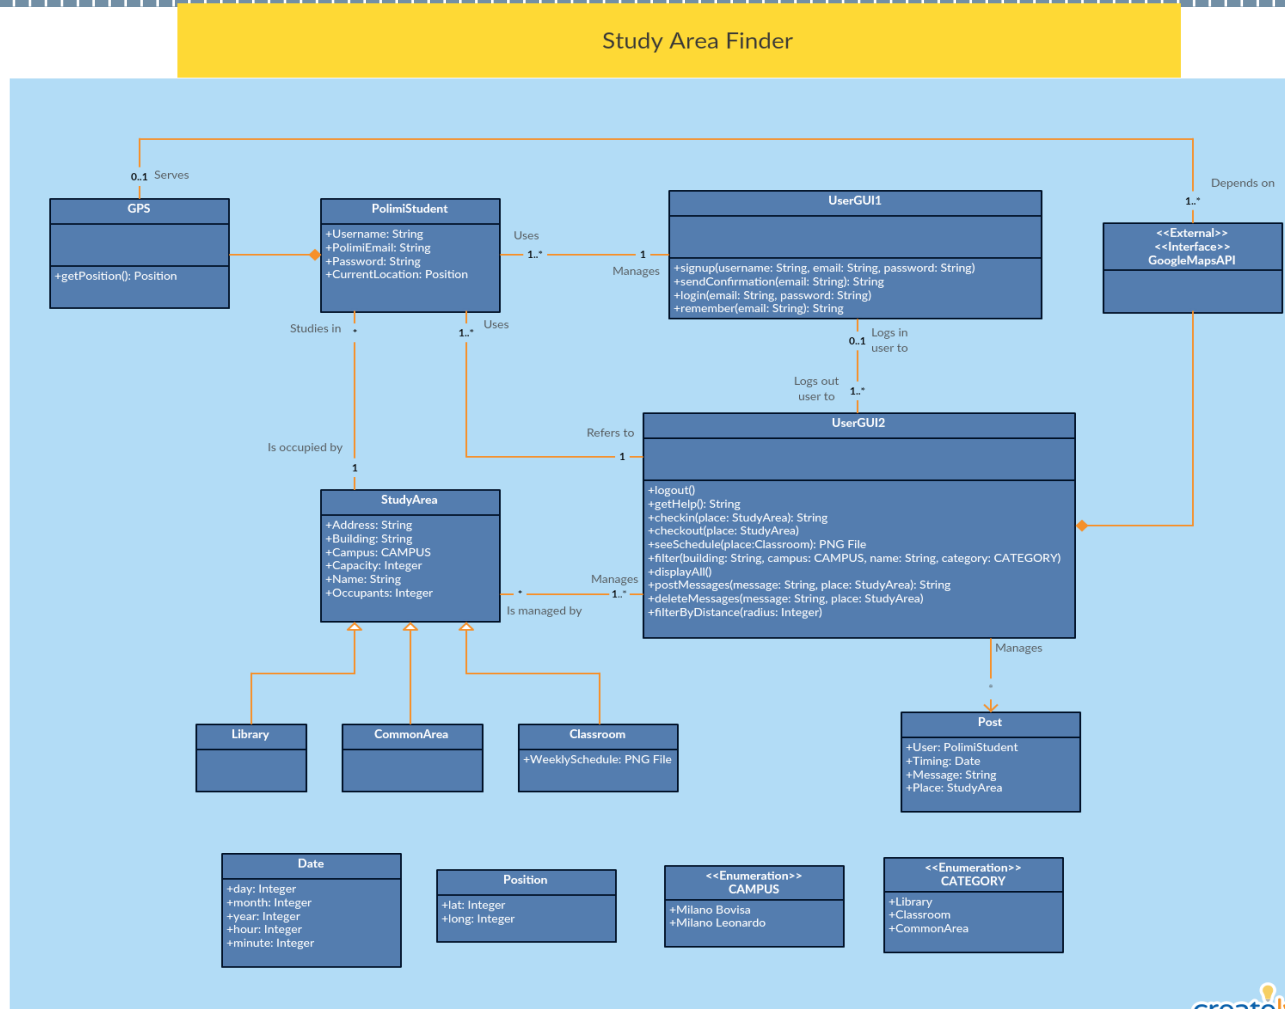 Study Area Finder
0..1 Serves
Depends on
1..*
GPS
+getPosition(): Position
PolimiStudent
+Username: String
+PolimiEmail: String
+Password: String
+CurrentLocation: Position
Uses
1..*
1
Manages
UserGUI1
+signup(username: String, email: String, password: String)
+sendConfirmation(email: String): String
+login(email: String, password: String)
+remember(email: String): String
<<External>>
<<Interface>>
GoogleMapsAPI
Studies in
*
1..*
Uses
0..1
Logs in
user to
Logs out
user to
1..*
Is occupied by
1
Refers to
1
UserGUI2
+logout()
+getHelp(): String
+checkin(place: StudyArea): String
+checkout(place: StudyArea)
+seeSchedule(place:Classroom): PNG File
+filter(building: String, campus: CAMPUS, name: String, category: CATEGORY)
+displayAll()
+postMessages(message: String, place: StudyArea): String
+deleteMessages(message: String, place: StudyArea)
+filterByDistance(radius: Integer)
StudyArea
+Address: String
+Building: String
+Campus: CAMPUS
+Capacity: Integer
+Name: String
+Occupants: Integer
Manages
*
1..*
Is managed by
Manages
*
Library
CommonArea
Classroom
+WeeklySchedule: PNG File
Post
+User: PolimiStudent
+Timing: Date
+Message: String
+Place: StudyArea
Date
+day: Integer
+month: Integer
+year: Integer
+hour: Integer
+minute: Integer
Position
+lat: Integer
+long: Integer
<<Enumeration>>
CAMPUS
+Milano Bovisa
+Milano Leonardo
<<Enumeration>>
CATEGORY
+Library
+Classroom
+CommonArea